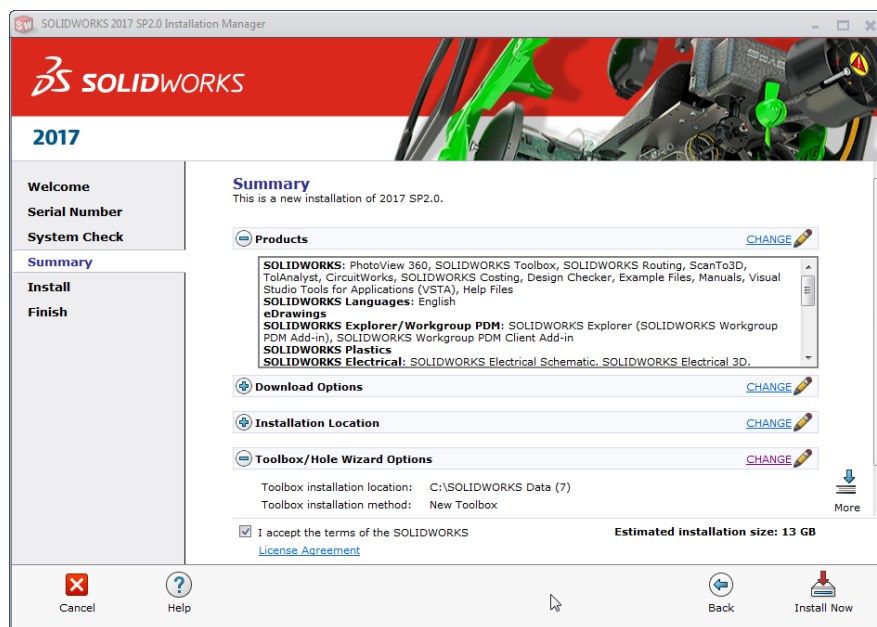 SOLIDWORKS 2017 SP2.0 Installation Manager
SOLIDWORKS
2017
Welcome
Serial Number
System Check
Summary
Install
Finish
Summary
This is a new installation of 2017 SP2.0.
Products CHANGE
SOLIDWORKS: PhotoView 360, SOLIDWORKS Toolbox, SOLIDWORKS Routing, ScanTo3D,
TolAnalyst, CircuitWorks, SOLIDWORKS Costing, Design Checker, Example Files, Manuals, Visual
Studio Tools for Applications (VSTA), Help Files
SOLIDWORKS Languages: English
eDrawings
SOLIDWORKS Explorer/Workgroup PDM: SOLIDWORKS Explorer (SOLIDWORKS Workgroup
PDM Add-in), SOLIDWORKS Workgroup PDM Client Add-in
SOLIDWORKS Plastics
SOLIDWORKS Electrical: SOLIDWORKS Electrical Schematic, SOLIDWORKS Electrical 3D,
Download Options CHANGE
Installation Location CHANGE
Toolbox/Hole Wizard Options CHANGE
Toolbox installation location: C:\SOLIDWORKS Data (7)
Toolbox installation method: New Toolbox
More
I accept the terms of the SOLIDWORKS
License Agreement
Estimated installation size: 13 GB
Cancel
Help
Back
Install Now